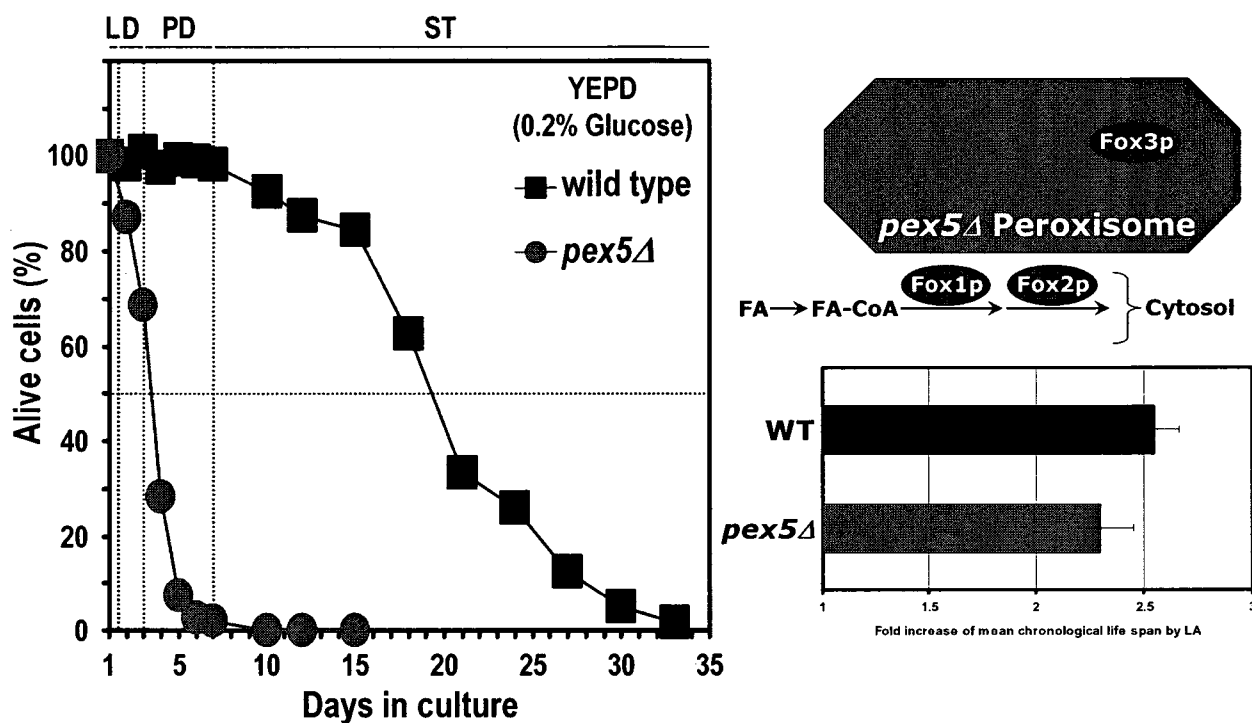 LD PD ST
YEPD
(0.2% Glucose)
wild type
pex5Δ
Alive cells (%)
100
80
60
40
20
0
1 5 10 15 20 25 30 35
Days in culture
Fox3p
pex5Δ Peroxisome
Fox1p Fox2p
FA FA-CoA Cytosol
WT
pex5Δ
1 1.5 2 2.5 3
Fold increase of mean chronological life span by LA